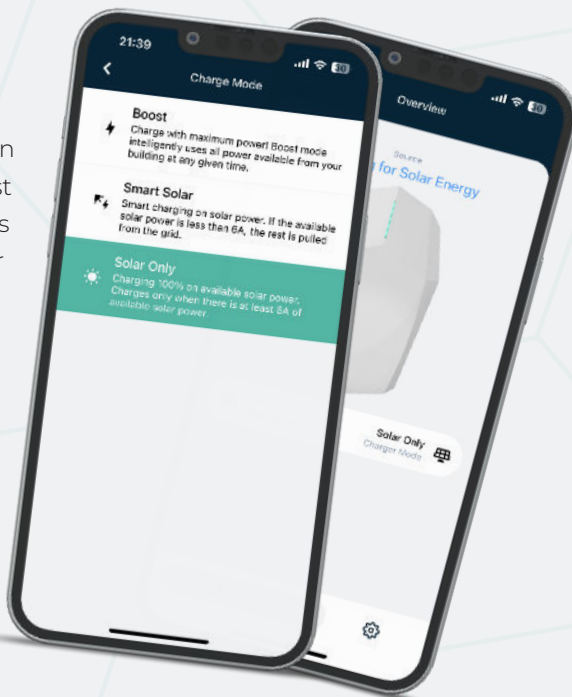 n
st
s
r
21:39
30
Charge Mode
Boost
Charge with maximum power! Boost mode
intelligently uses all power available from your
building at any given time.
Smart Solar
Smart charging on solar power. If the available
solar power is less than 6A, the rest is pulled
from the grid.
Solar Only
Charging 100% on available solar power.
Charges only when there is at least 6A of
available solar power.
30
Overview
Source
g for Solar Energy
Solar Only
Charger Mode